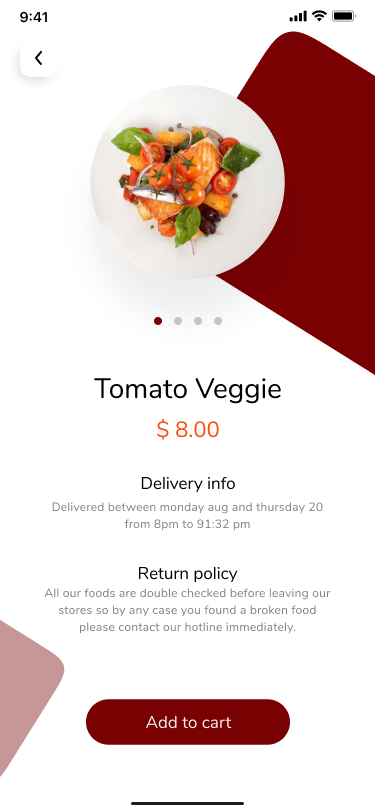 9:41
Tomato Veggie
$ 8.00
Delivery info
Delivered between monday aug and thursday 20
from 8pm to 91:32 pm
Return policy
All our foods are double checked before leaving our
stores so by any case you found a broken food
please contact our hotline immediately.
Add to cart